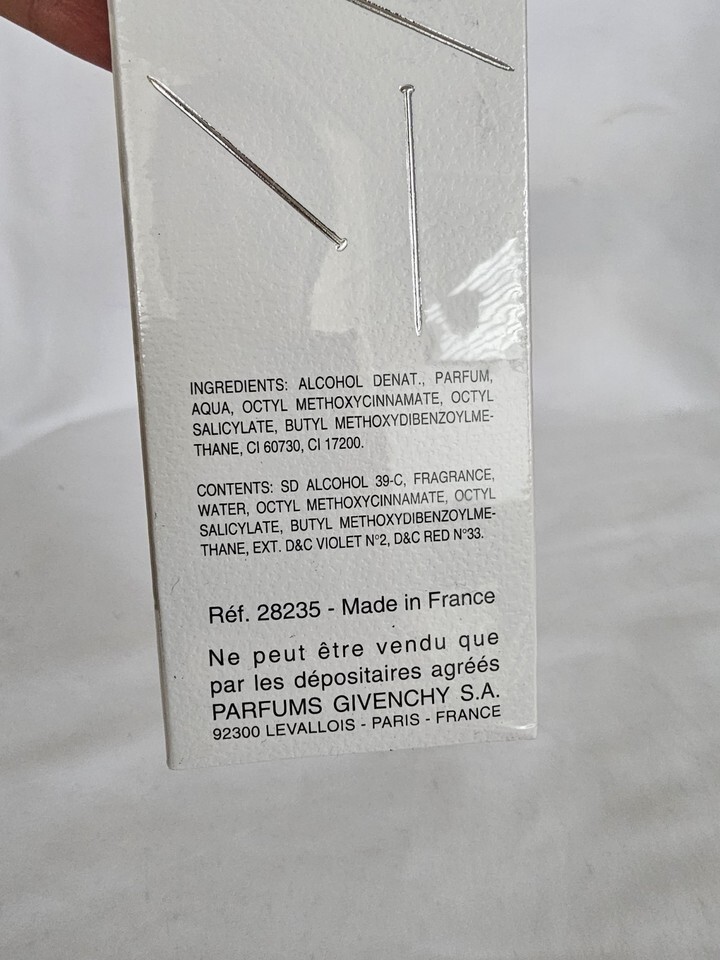 INGREDIENTS: ALCOHOL DENAT., PARFUM,
AQUA, OCTYL METHOXYCINNAMATE, OCTYL
SALICYLATE, BUTYL METHOXYDIBENZOYLME-
THANE, CI 60730, CI 17200.
CONTENTS: SD ALCOHOL 39-C, FRAGRANCE,
WATER, OCTYL METHOXYCINNAMATE, OCTYL
SALICYLATE, BUTYL METHOXYDIBENZOYLME-
THANE, EXT. D&C VIOLET N°2, D&C RED N°33.
Réf. 28235 - Made in France
Ne peut être vendu que
par les dépositaires agréés
PARFUMS GIVENCHY S.A.
92300 LEVALLOIS - PARIS - FRANCE